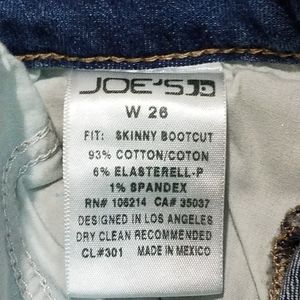 JOE'S
W 26
FIT: SKINNY BOOTCUT
93% COTTON/COTON
6% ELASTERELL-P
1% SPANDEX
RN# 106214 CA# 35037
DESIGNED IN LOS ANGELES
DRY CLEAN RECOMMENDED
CL#301 MADE IN MEXICO